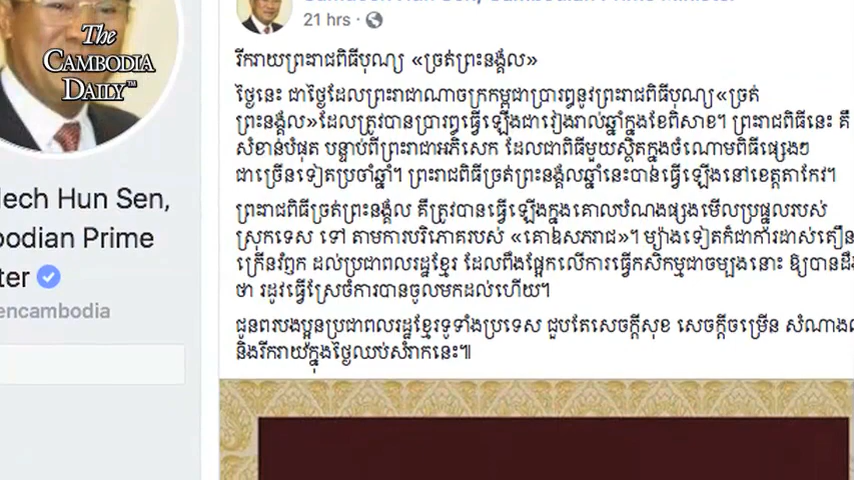 The
CAMBODIA
DAILY™
21 hrs ·
រីករាយព្រះរាជពិធីបុណ្យ «ច្រត់ព្រះនង្គ័ល»
ថ្ងៃនេះ ជាថ្ងៃដែលព្រះរាជាណាចក្រកម្ពុជាប្រារព្ធនូវព្រះរាជពិធីបុណ្យ«ច្រត់
ព្រះនង្គ័ល»ដែលត្រូវបានប្រារព្ធធ្វើឡើងជារៀងរាល់ឆ្នាំក្នុងខែពិសាខ។ ព្រះរាជពិធីនេះ គឺ
សំខាន់បំផុត បន្ទាប់ពីព្រះរាជាអភិសេក ដែលជាពិធីមួយស្ថិតក្នុងចំណោមពិធីផ្សេងៗ
ជាច្រើនទៀតប្រចាំឆ្នាំ។ ព្រះរាជពិធីច្រត់ព្រះនង្គ័លឆ្នាំនេះបានធ្វើឡើងនៅខេត្តតាកែវ។
ព្រះរាជពិធីច្រត់ព្រះនង្គ័ល គឺត្រូវបានធ្វើឡើងក្នុងគោលបំណងផ្សងមើលប្រផ្នូលរបស់
ស្រុកទេស ទៅ តាមការបរិភោគរបស់ «គោឧសភរាជ»។ ម្យ៉ាងទៀតក៏ជាការដាស់តឿន
ក្រើនរំឭក ដល់ប្រជាពលរដ្ឋខ្មែរ ដែលពឹងផ្អែកលើការធ្វើកសិកម្មជាចម្បងនោះ ឱ្យបានដឹង
ថា រដូវធ្វើស្រែចំការបានចូលមកដល់ហើយ។
ជូនពរបងប្អូនប្រជាពលរដ្ឋខ្មែរទូទាំងប្រទេស ជួបតែសេចក្ដីសុខ សេចក្ដីចម្រើន សំណាងល
និងរីករាយក្នុងថ្ងៃឈប់សំរាកនេះ៕
dech Hun Sen,
bodian Prime
ter
encambodia